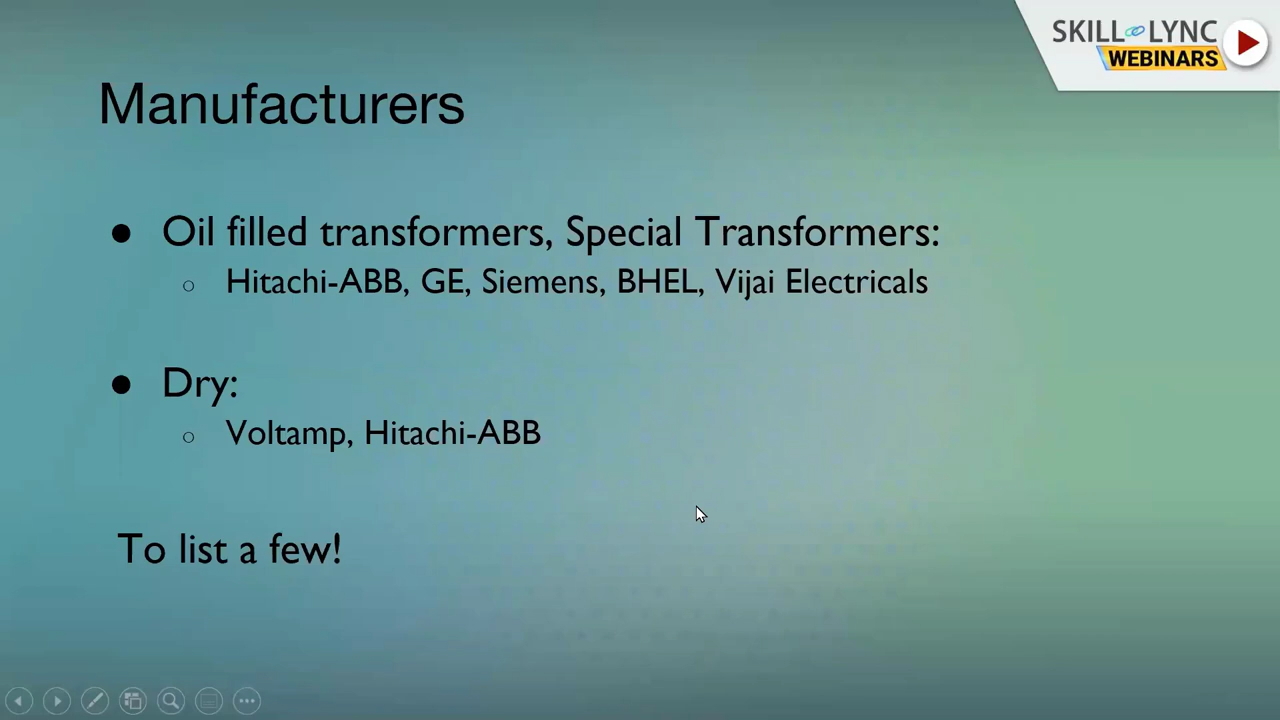 SKILL LYNC
WEBINARS
Manufacturers
● Oil filled transformers, Special Transformers:
○ Hitachi-ABB, GE, Siemens, BHEL, Vijai Electricals
● Dry:
○ Voltamp, Hitachi-ABB
To list a few!